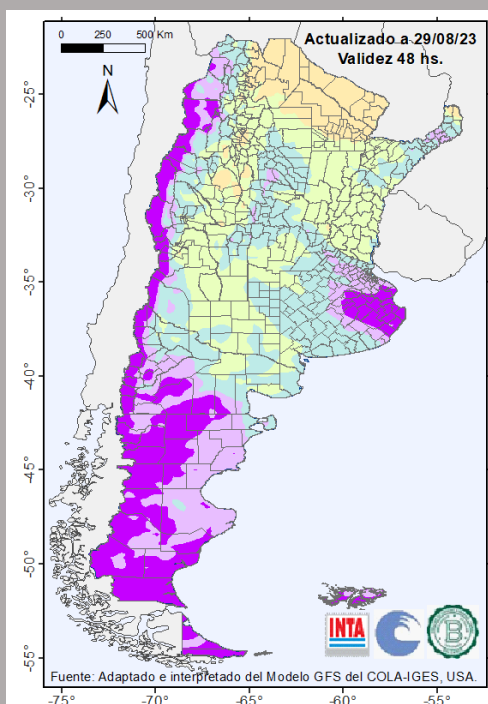 0 250 500 Km
Actualizado a 29/08/23
Validez 48 hs.
N
-25°
-30°
-35°
-40°
-45°
-50°
-55°
INTA
B
Fuente: Adaptado e interpretado del Modelo GFS del COLA-IGES, USA.
-75° -70° -65° -60° -55°